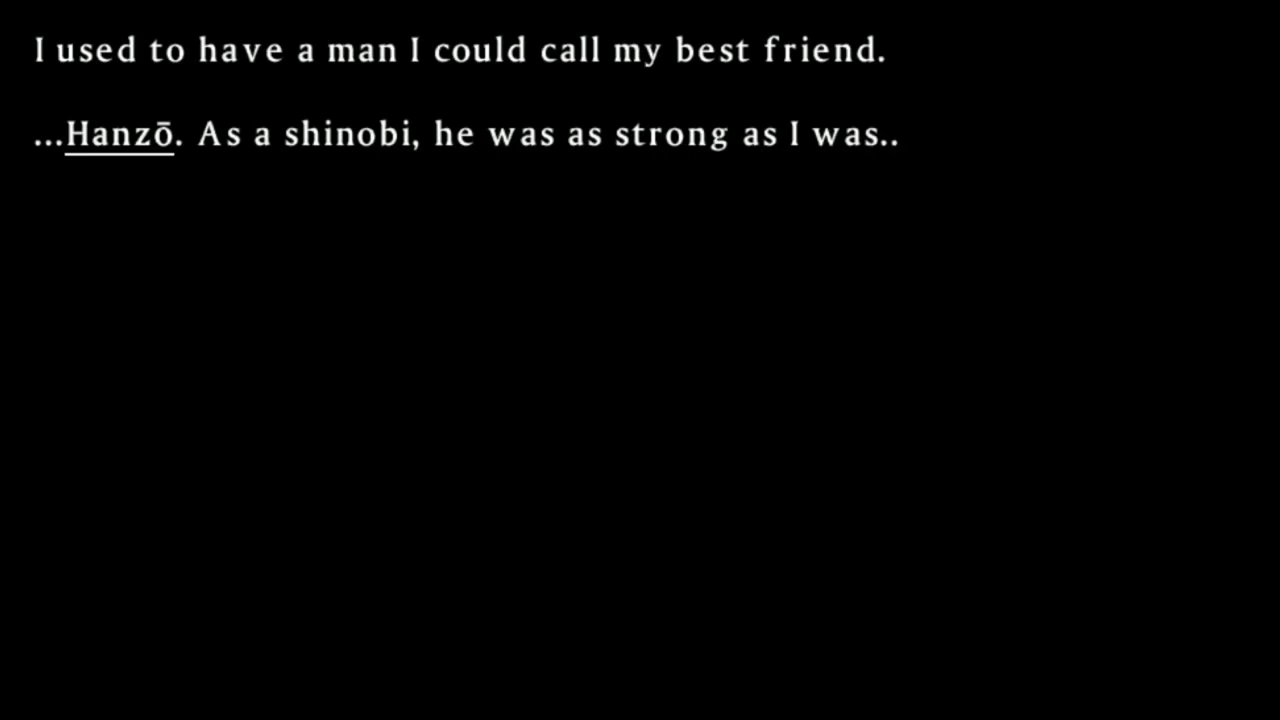 I used to have a man I could call my best friend.
...Hanzō. As a shinobi, he was as strong as I was..